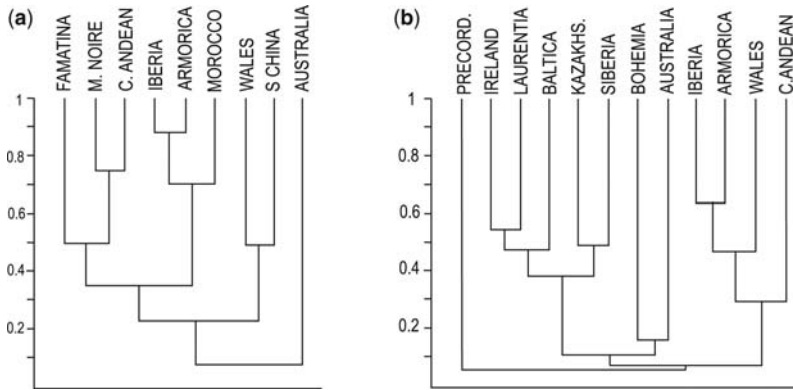 (a)
FAMATINA
M. NOIRE
C. ANDEAN
IBERIA
ARMORICA
MOROCCO
WALES
S CHINA
AUSTRALIA
1
0.8
0.6
0.4
0.2
(b)
PRECORD.
IRELAND
LAURENTIA
BALTICA
KAZAKHS.
SIBERIA
BOHEMIA
AUSTRALIA
IBERIA
ARMORICA
WALES
C.ANDEAN
1
0.8
0.6
0.4
0.2